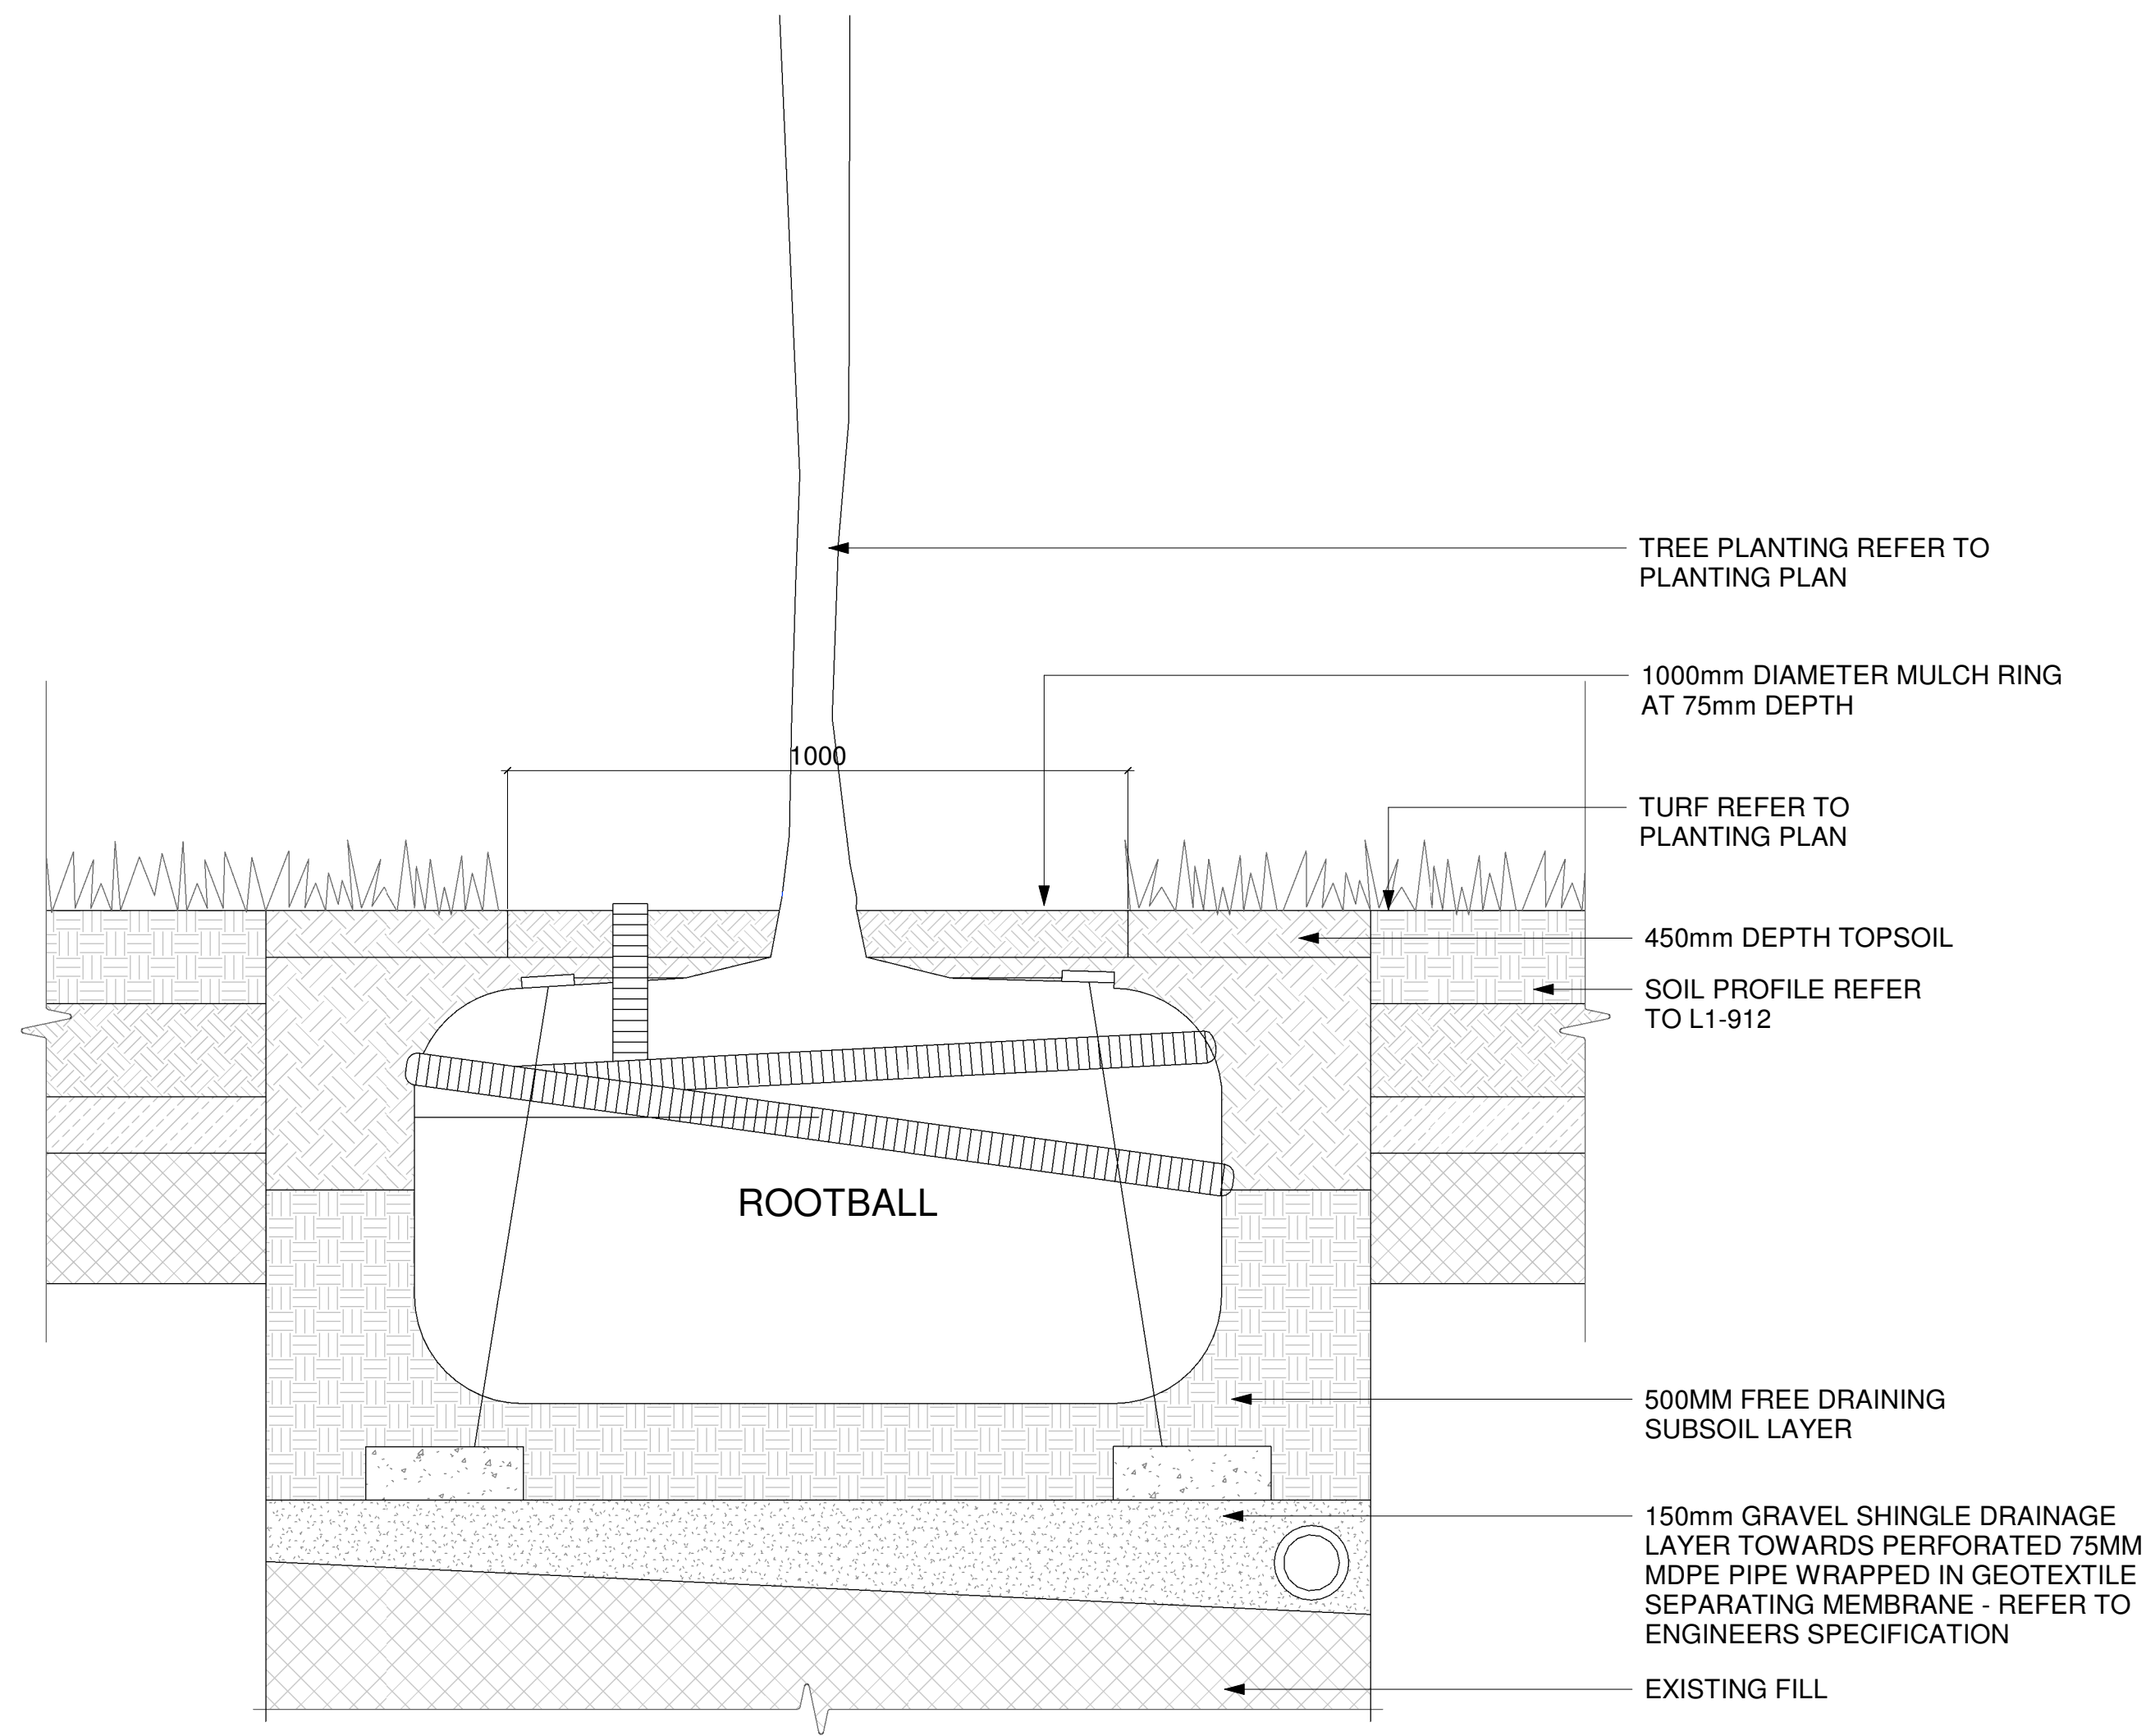 TREE PLANTING REFER TO
PLANTING PLAN
1000mm DIAMETER MULCH RING
AT 75mm DEPTH
1000
TURF REFER TO
PLANTING PLAN
450mm DEPTH TOPSOIL
SOIL PROFILE REFER
TO L1-912
ROOTBALL
500MM FREE DRAINING
SUBSOIL LAYER
150mm GRAVEL SHINGLE DRAINAGE
LAYER TOWARDS PERFORATED 75MM
MDPE PIPE WRAPPED IN GEOTEXTILE
SEPARATING MEMBRANE - REFER TO
ENGINEERS SPECIFICATION
EXISTING FILL